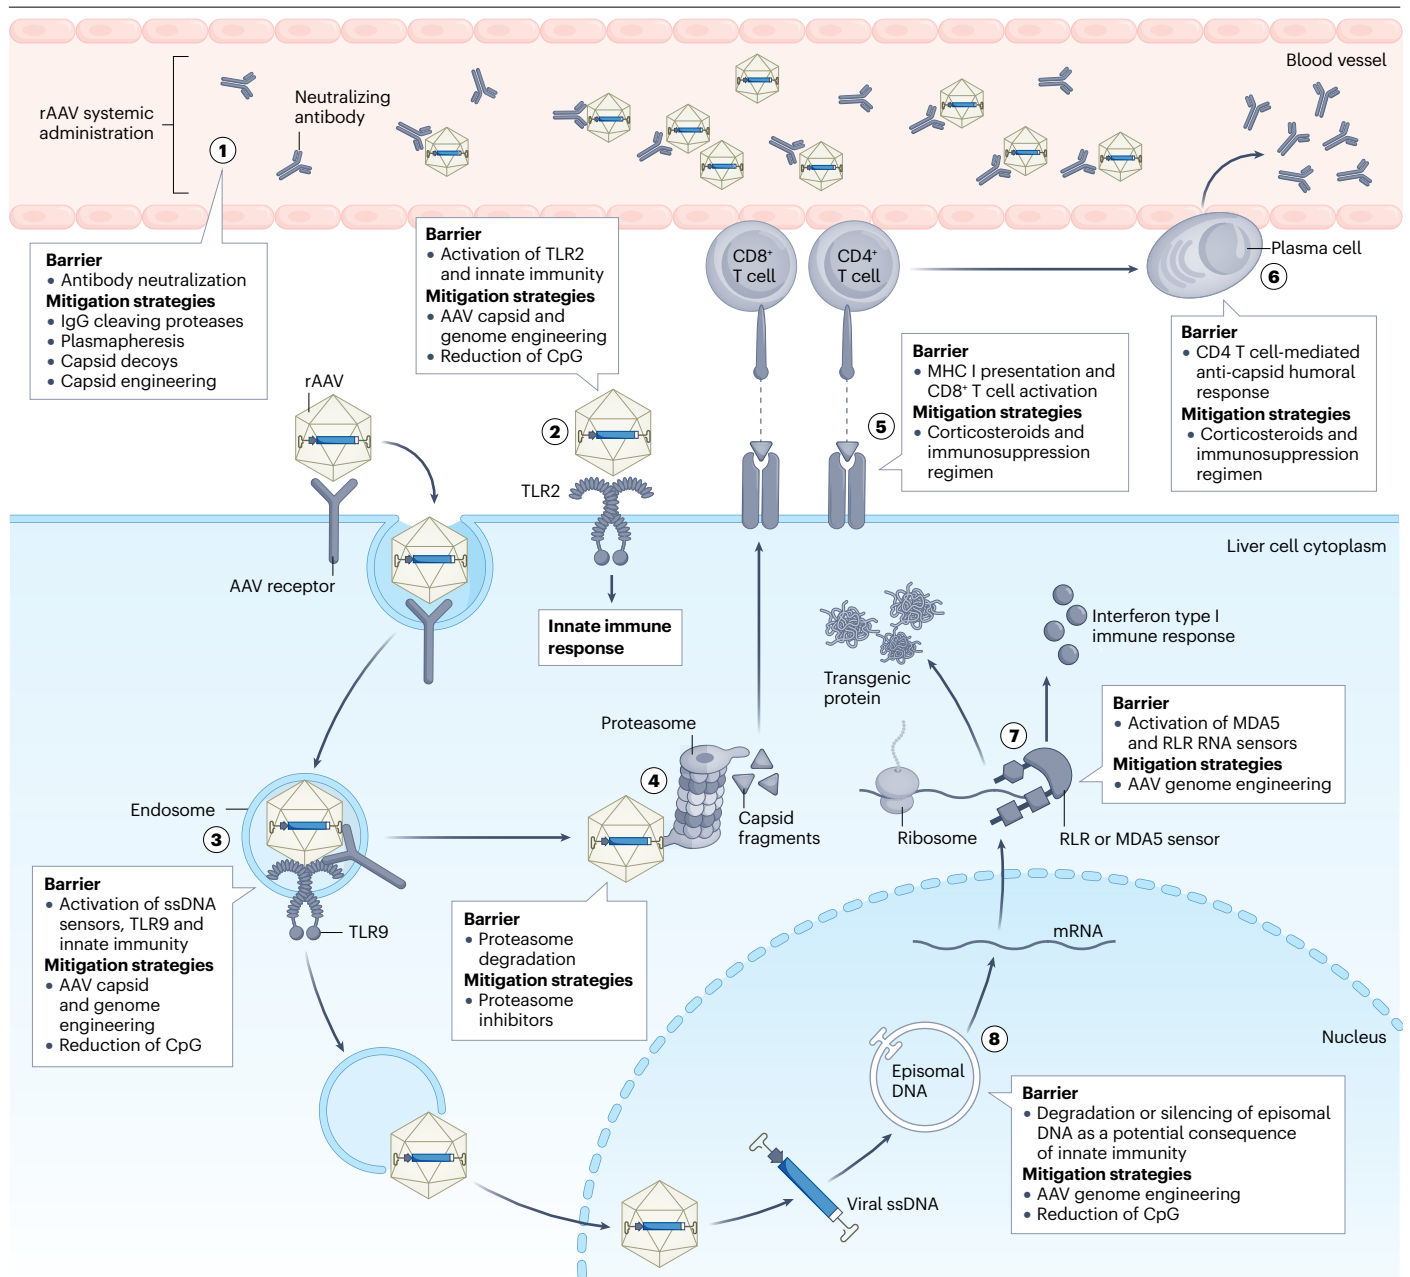 Blood vessel
rAAV systemic
administration
1
Neutralizing
antibody
Barrier
• Antibody neutralization
Mitigation strategies
• IgG cleaving proteases
• Plasmapheresis
• Capsid decoys
• Capsid engineering
Barrier
• Activation of TLR2
and innate immunity
Mitigation strategies
• AAV capsid and
genome engineering
• Reduction of CpG
CD8+
T cell
CD4+
T cell
Plasma cell
6
Barrier
• MHC I presentation and
CD8+ T cell activation
Mitigation strategies
• Corticosteroids and
immunosuppression
regimen
5
Barrier
• CD4 T cell-mediated
anti-capsid humoral
response
Mitigation strategies
• Corticosteroids and
immunosuppression
regimen
rAAV
2
TLR2
AAV receptor
Innate immune
response
Liver cell cytoplasm
Interferon type I
immune response
Transgenic
protein
Proteasome
4
Capsid
fragments
Ribosome
7
RLR or MDA5 sensor
Barrier
• Activation of MDA5
and RLR RNA sensors
Mitigation strategies
• AAV genome engineering
Endosome
3
Barrier
• Activation of ssDNA
sensors, TLR9 and
innate immunity
Mitigation strategies
• AAV capsid
and genome
engineering
• Reduction of CpG
TLR9
Barrier
• Proteasome
degradation
Mitigation strategies
• Proteasome
inhibitors
mRNA
Nucleus
8
Episomal
DNA
Barrier
• Degradation or silencing of episomal
DNA as a potential consequence
of innate immunity
Mitigation strategies
• AAV genome engineering
• Reduction of CpG
Viral ssDNA